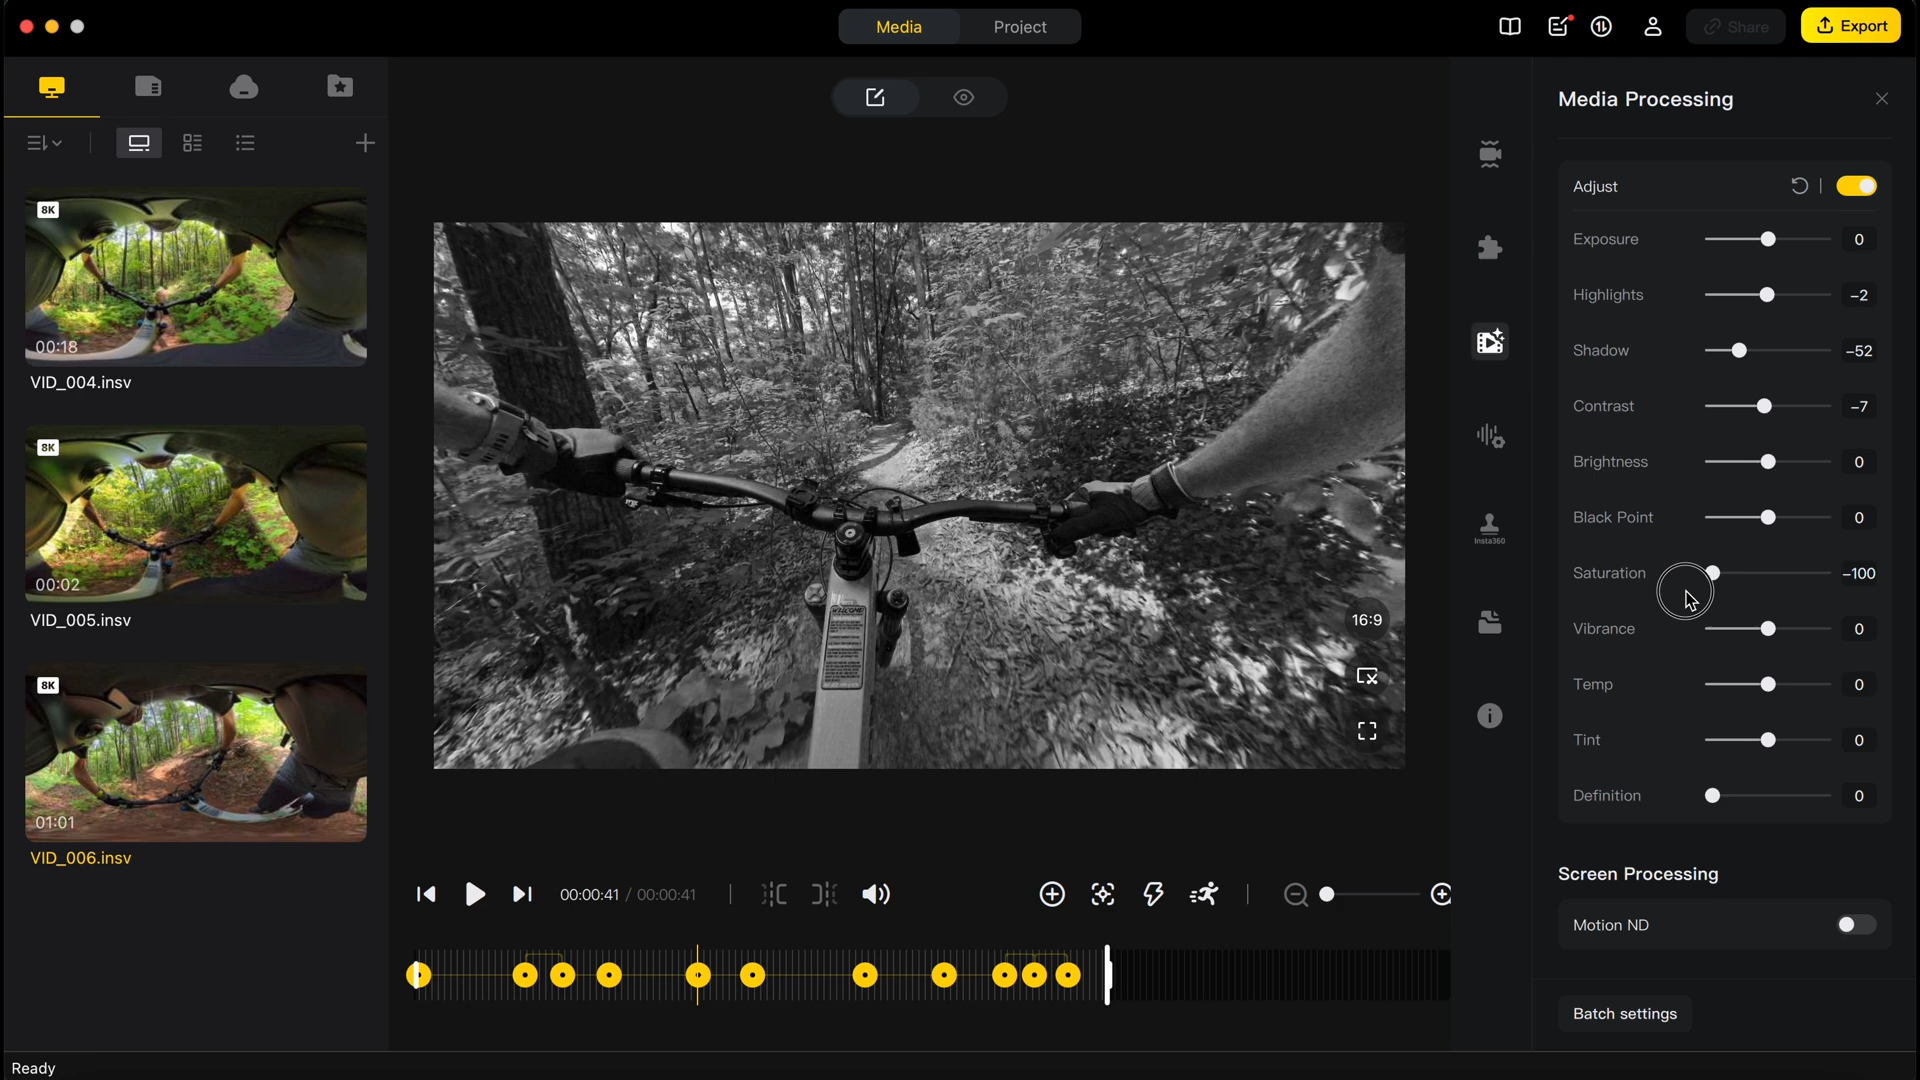 Media
Project
Share
Export
8K
00:18
VID_004.insv
8K
00:02
VID_005.insv
8K
01:01
VID_006.insv
WELCOME!
16:9
00:00:41 / 00:00:41
Insta360
Media Processing
Adjust
Exposure 0
Highlights -2
Shadow -52
Contrast -7
Brightness 0
Black Point 0
Saturation -100
Vibrance 0
Temp 0
Tint 0
Definition 0
Screen Processing
Motion ND
Batch settings
Ready